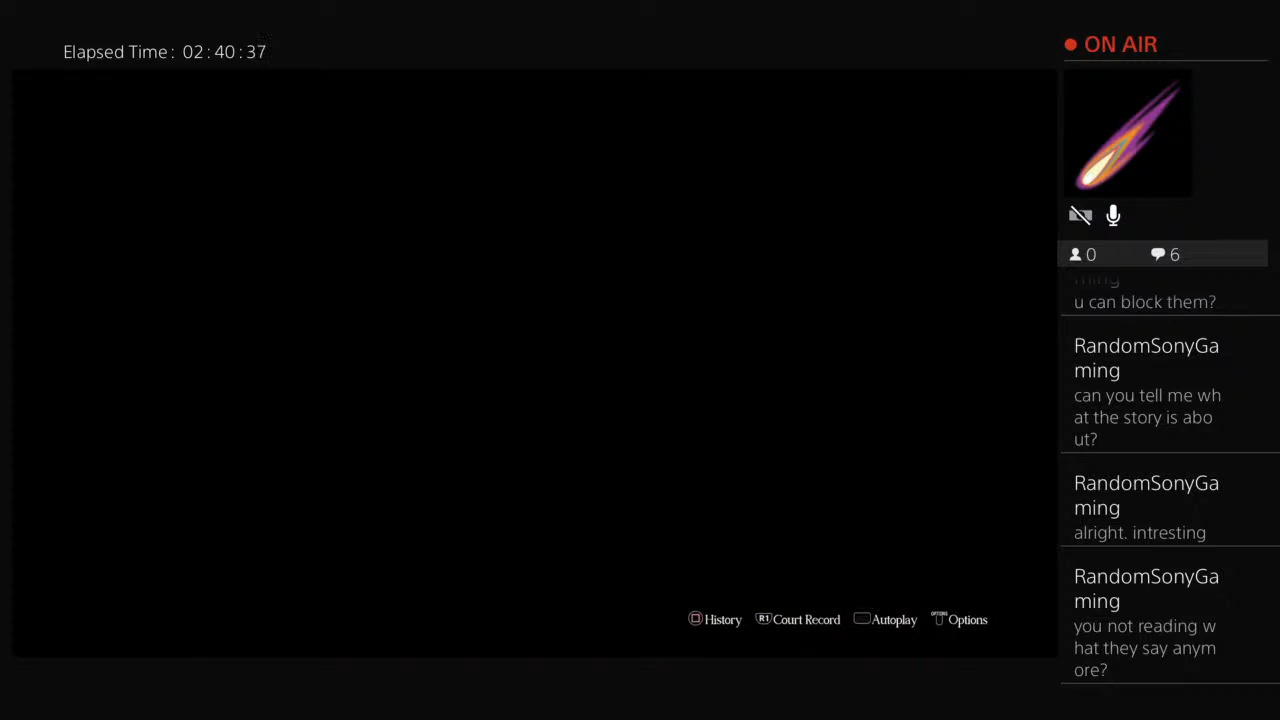 Elapsed Time: 02:40:37
ON AIR
0 6
ming
u can block them?
RandomSonyGa
ming
can you tell me wh
at the story is abo
ut?
RandomSonyGa
ming
alright. intresting
RandomSonyGa
ming
you not reading w
hat they say anym
ore?
History R1 Court Record Autoplay OPTIONS Options